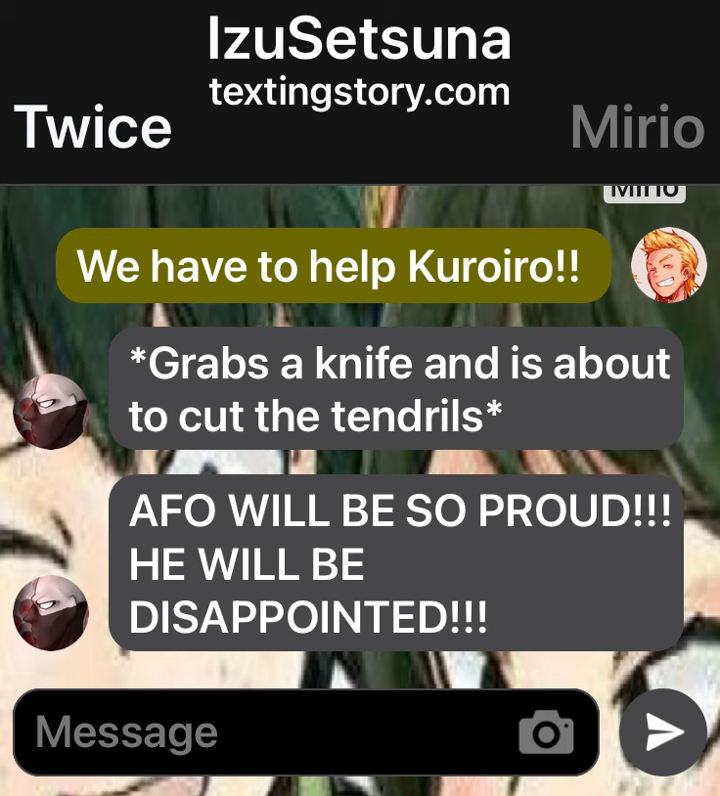 IzuSetsuna
textingstory.com
Twice
Mirio
Mirio
We have to help Kuroiro!!
*Grabs a knife and is about
to cut the tendrils*
AFO WILL BE SO PROUD!!!
HE WILL BE
DISAPPOINTED!!!
Message